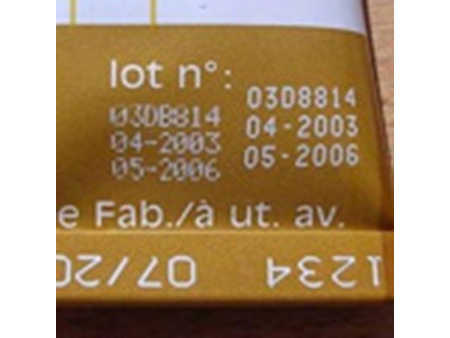 lot n°:
03D8814
04-2003
05-2006
03D8814
04-2003
05-2006
e Fab./à ut. av.
1234 07/20